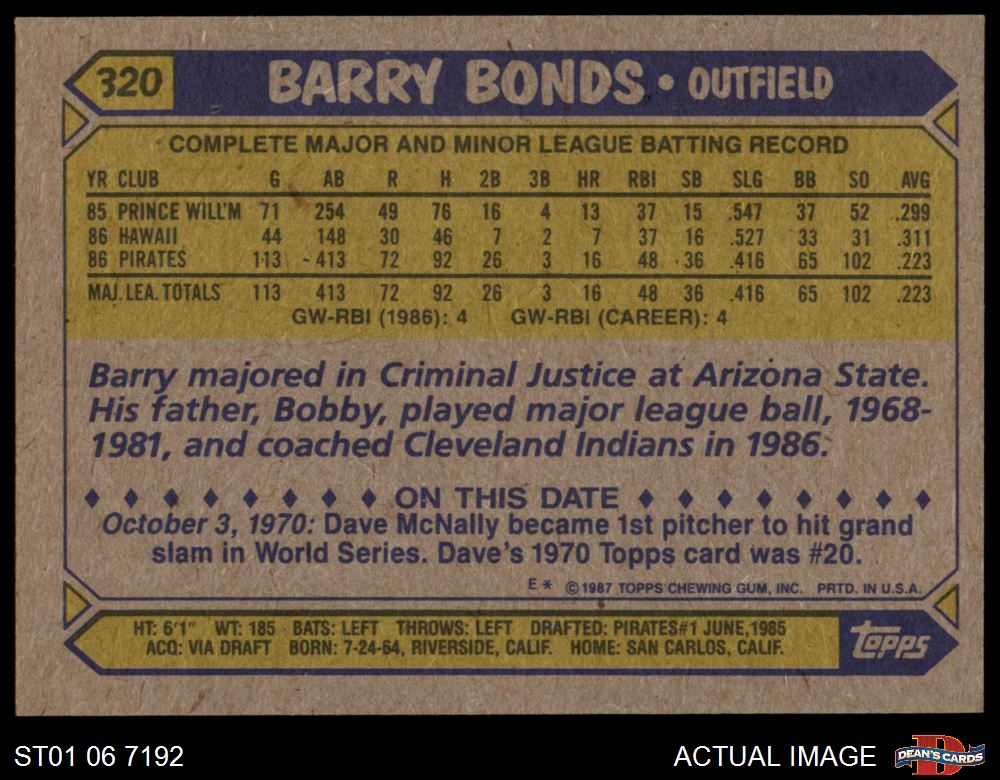 320 BARRY BONDS • OUTFIELD
COMPLETE MAJOR AND MINOR LEAGUE BATTING RECORD
YR CLUB G AB R H 2B 3B HR RBI SB SLG BB SO AVG
85 PRINCE WILL'M 71 254 49 76 16 4 13 37 15 .547 37 52 .299
86 HAWAII 44 148 30 46 7 2 7 37 16 .527 33 31 .311
86 PIRATES 113 413 72 92 26 3 16 48 36 .416 65 102 .223
MAJ. LEA. TOTALS 113 413 72 92 26 3 16 48 36 .416 65 102 .223
GW-RBI (1986): 4 GW-RBI (CAREER): 4
Barry majored in Criminal Justice at Arizona State.
His father, Bobby, played major league ball, 1968-
1981, and coached Cleveland Indians in 1986.
ON THIS DATE
October 3, 1970: Dave McNally became 1st pitcher to hit grand
slam in World Series. Dave's 1970 Topps card was #20.
E * © 1987 TOPPS CHEWING GUM, INC. PRTD. IN U.S.A.
HT: 6'1" WT: 185 BATS: LEFT THROWS: LEFT DRAFTED: PIRATES #1 JUNE, 1985
ACQ: VIA DRAFT BORN: 7-24-64, RIVERSIDE, CALIF. HOME: SAN CARLOS, CALIF.
topps
ST01 06 7192 ACTUAL IMAGE DEAN'S CARDS